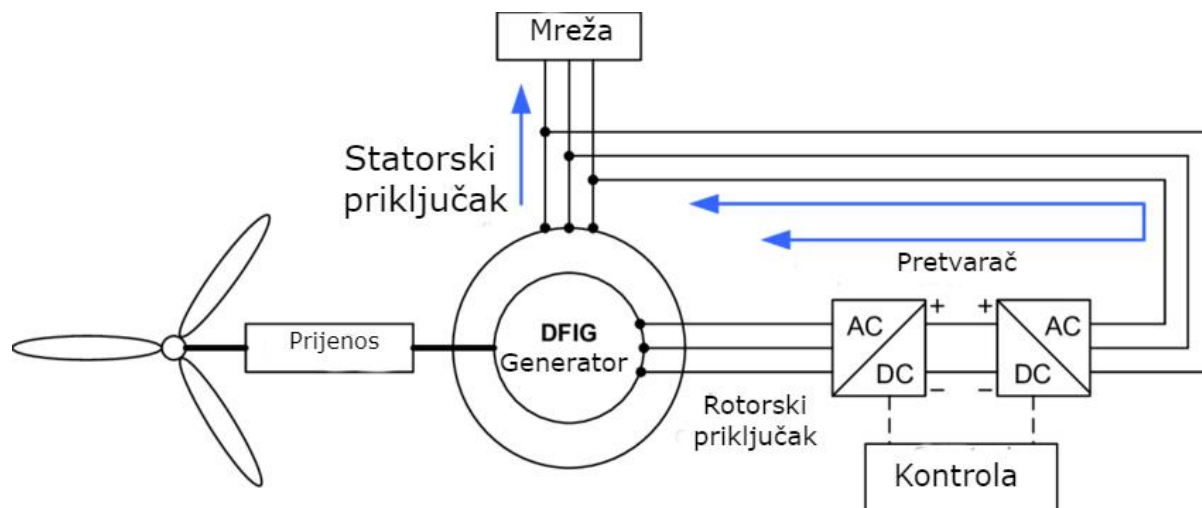 Mreža
Statorski
priključak
Pretvarač
Prijenos
DFIG
Generator
AC
DC
+
+
−
−
AC
DC
Rotorski
priključak
Kontrola